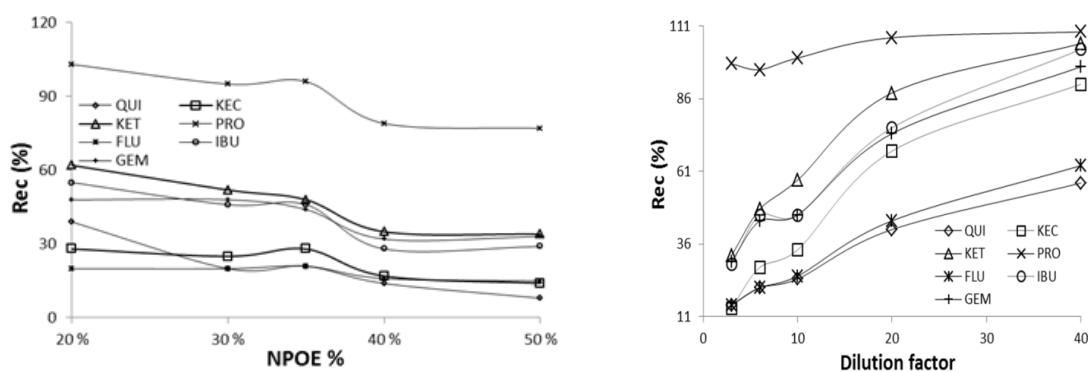 120
90
60
30
0
Rec (%)
QUI KEC
KET PRO
FLU IBU
GEM
20 % 30 % 40 % 50 %
NPOE %
111
86
61
36
11
Rec (%)
QUI KEC
KET PRO
FLU IBU
GEM
0 10 20 30 40
Dilution factor